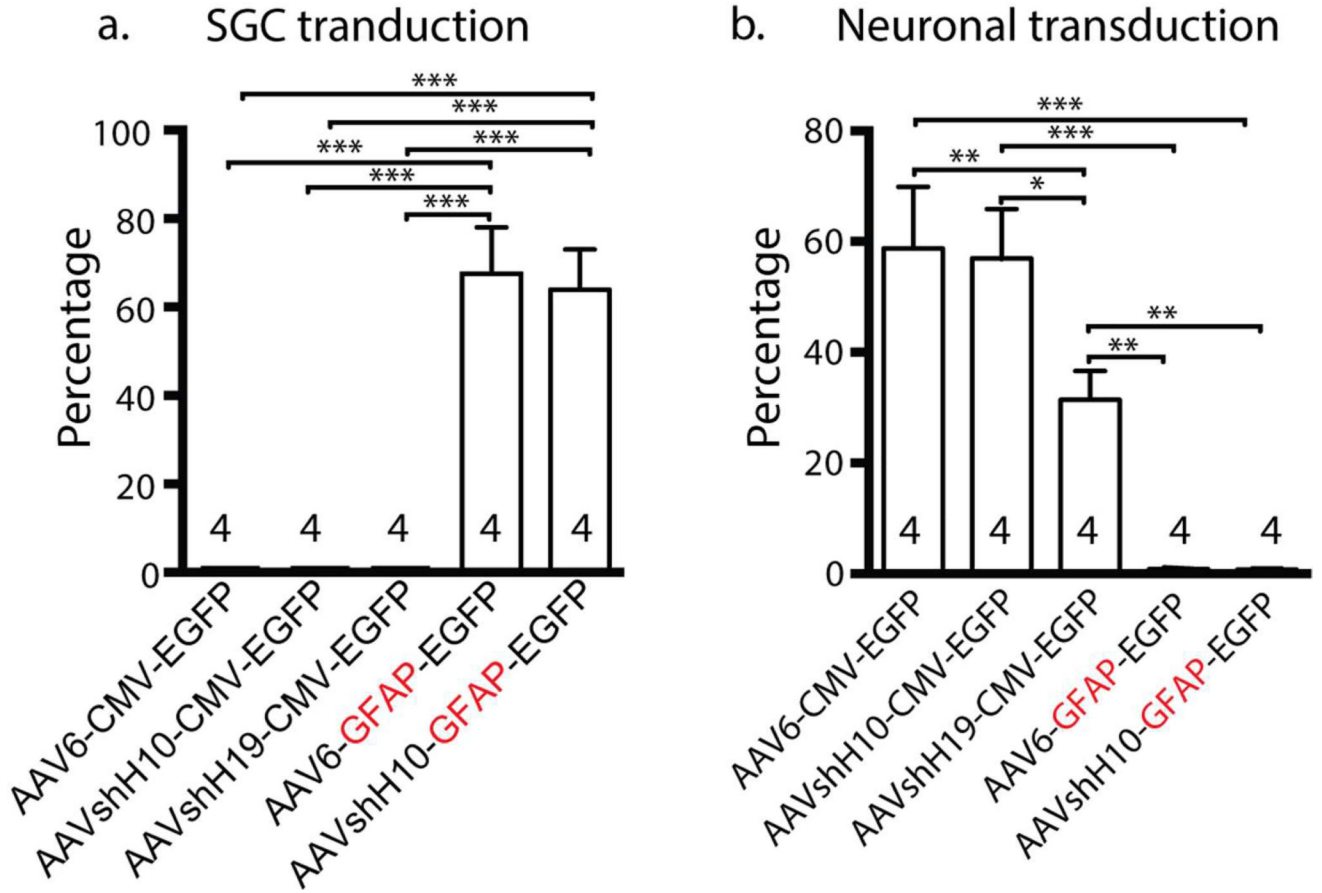 a. SGC tranduction
***
***
***
***
***
***
Percentage
100
80
60
40
20
0
4 4 4 4 4
AAV6-CMV-EGFP
AAVshH10-CMV-EGFP
AAVshH19-CMV-EGFP
AAV6-GFAP-EGFP
AAVshH10-GFAP-EGFP
b. Neuronal transduction
***
***
**
*
**
**
Percentage
80
60
40
20
0
4 4 4 4 4
AAV6-CMV-EGFP
AAVshH10-CMV-EGFP
AAVshH19-CMV-EGFP
AAV6-GFAP-EGFP
AAVshH10-GFAP-EGFP